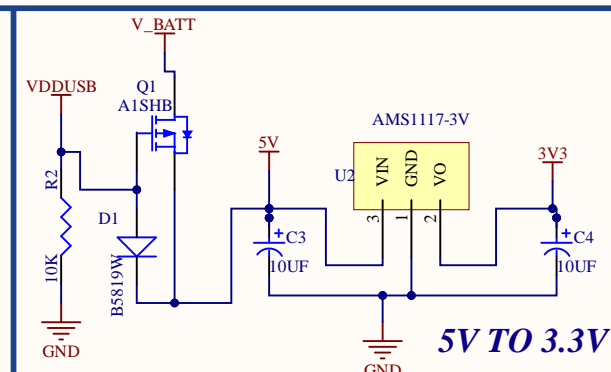 V_BATT
VDDUSB
Q1
A1SHB
AMS1117-3V
5V
3V3
R2
U2
VIN
GND
VO
D1
3
1
2
C3
C4
10K
B5819W
10UF
10UF
GND
5V TO 3.3V
GND